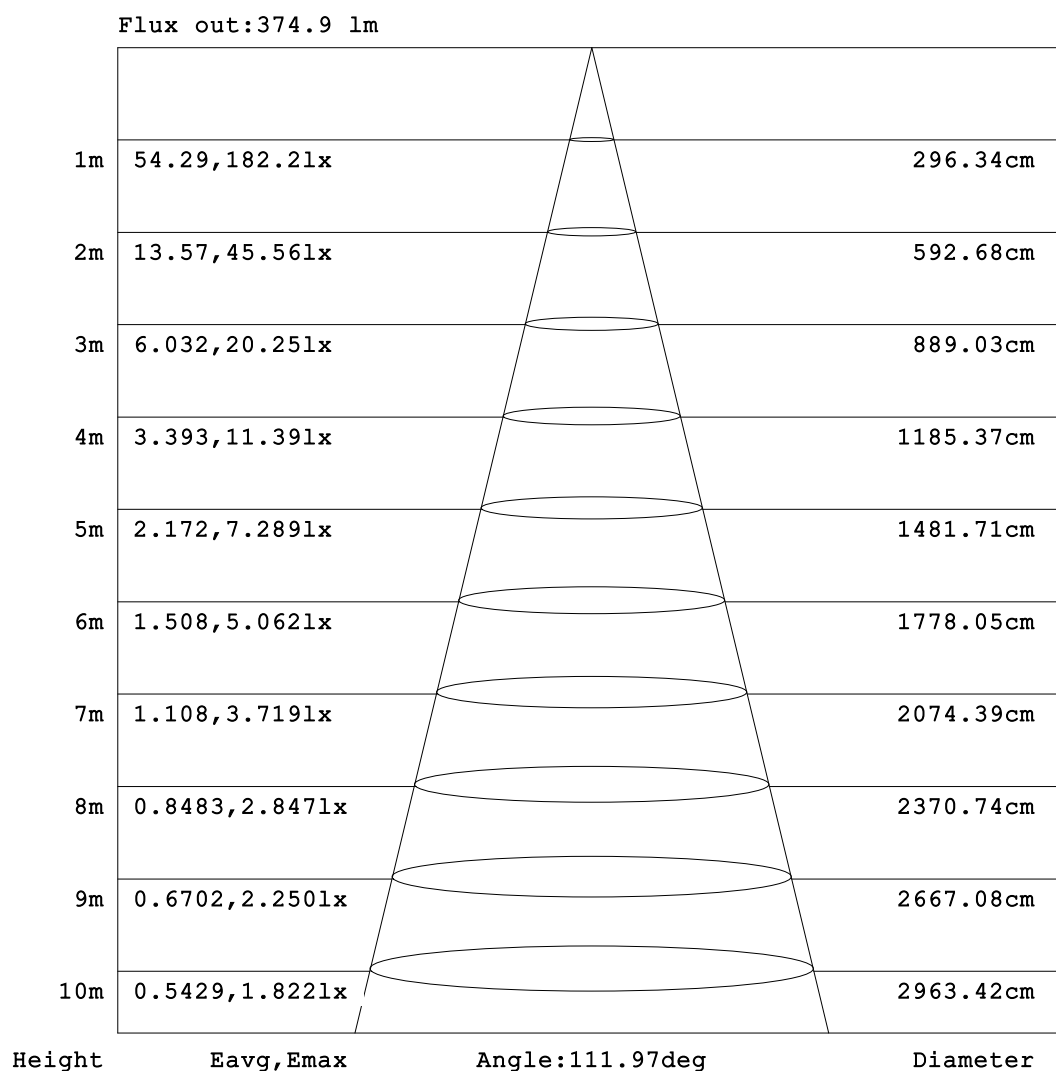 Flux out:374.9 lm
1m 54.29,182.2lx 296.34cm
2m 13.57,45.56lx 592.68cm
3m 6.032,20.25lx 889.03cm
4m 3.393,11.39lx 1185.37cm
5m 2.172,7.289lx 1481.71cm
6m 1.508,5.062lx 1778.05cm
7m 1.108,3.719lx 2074.39cm
8m 0.8483,2.847lx 2370.74cm
9m 0.6702,2.250lx 2667.08cm
10m 0.5429,1.822lx 2963.42cm
Height Eavg,Emax Angle:111.97deg Diameter